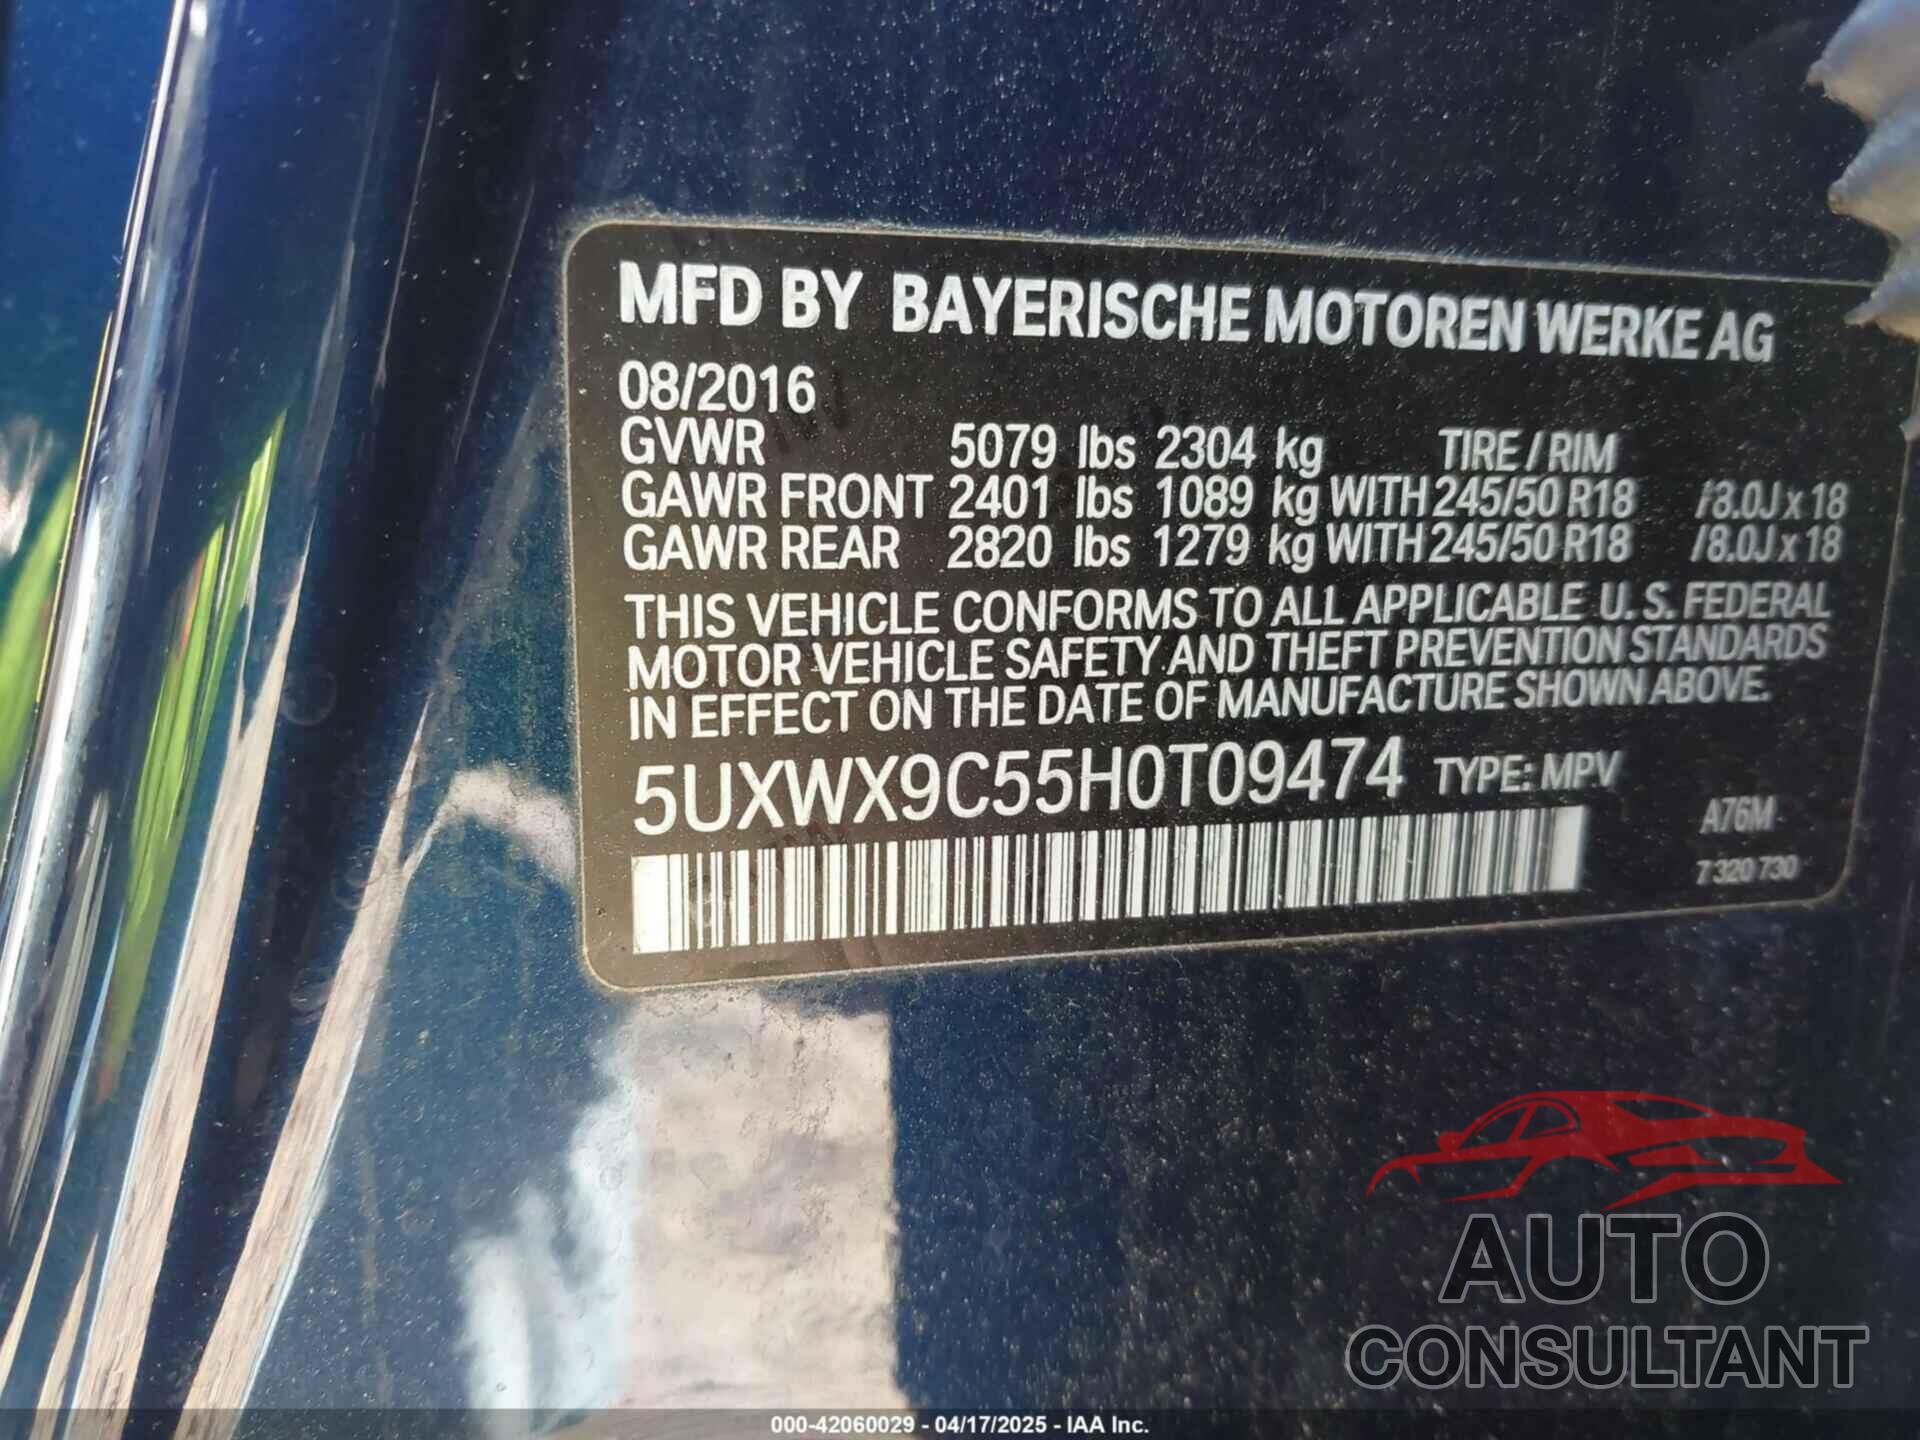 MFD BY BAYERISCHE MOTOREN WERKE AG
08/2016
GVWR 5079 lbs 2304 kg TIRE / RIM
GAWR FRONT 2401 lbs 1089 kg WITH 245/50 R18 /8.0J x 18
GAWR REAR 2820 lbs 1279 kg WITH 245/50 R18 /8.0J x 18
THIS VEHICLE CONFORMS TO ALL APPLICABLE U. S. FEDERAL
MOTOR VEHICLE SAFETY AND THEFT PREVENTION STANDARDS
IN EFFECT ON THE DATE OF MANUFACTURE SHOWN ABOVE.
5UXWX9C55H0T09474 TYPE: MPV
A76M
7 320 730
AUTO
CONSULTANT
000-42060029 - 04/17/2025 - IAA Inc.